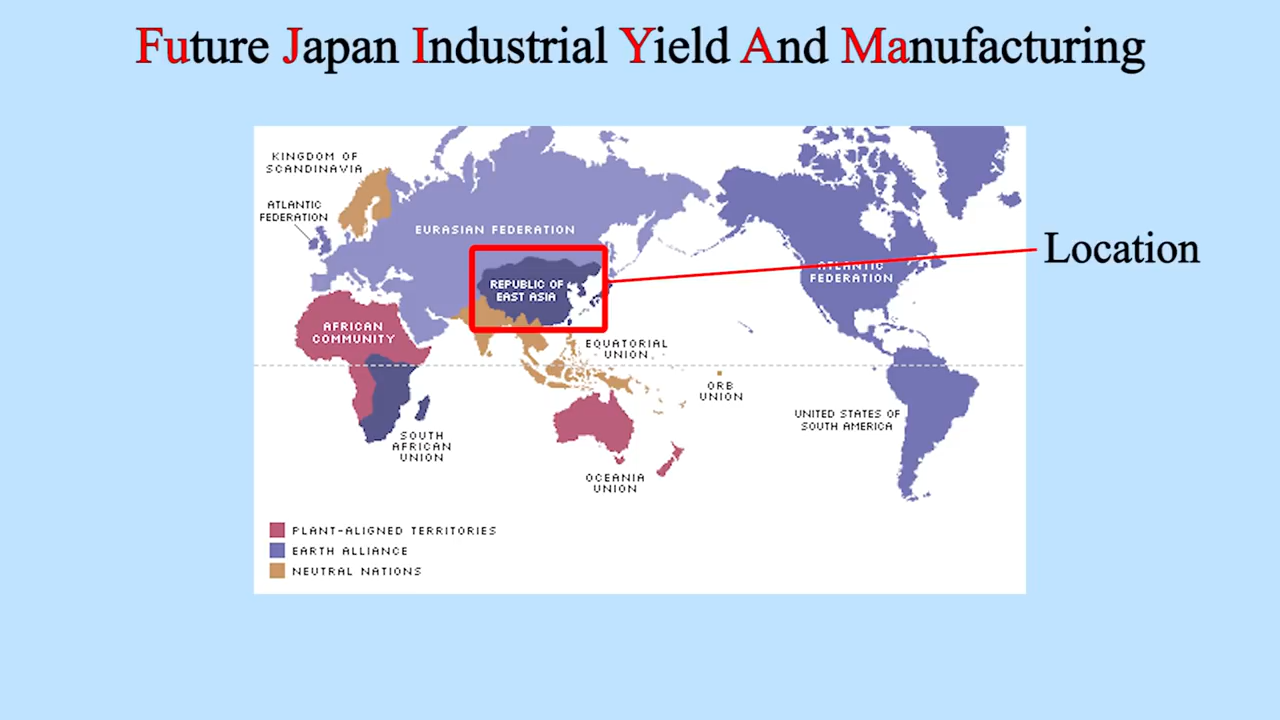 Future Japan Industrial Yield And Manufacturing
KINGDOM OF
SCANDINAVIA
ATLANTIC
FEDERATION
EURASIAN FEDERATION
Location
ATLANTIC
FEDERATION
REPUBLIC OF
EAST ASIA
AFRICAN
COMMUNITY
EQUATORIAL
UNION
ORB
UNION
UNITED STATES OF
SOUTH AMERICA
SOUTH
AFRICAN
UNION
OCEANIA
UNION
PLANT-ALIGNED TERRITORIES
EARTH ALLIANCE
NEUTRAL NATIONS